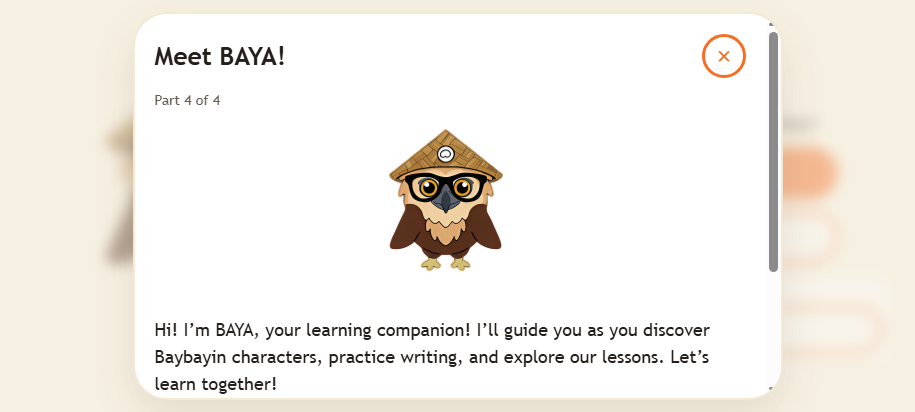 Meet BAYA!
Part 4 of 4
Hi! I’m BAYA, your learning companion! I’ll guide you as you discover
Baybayin characters, practice writing, and explore our lessons. Let’s
learn together!